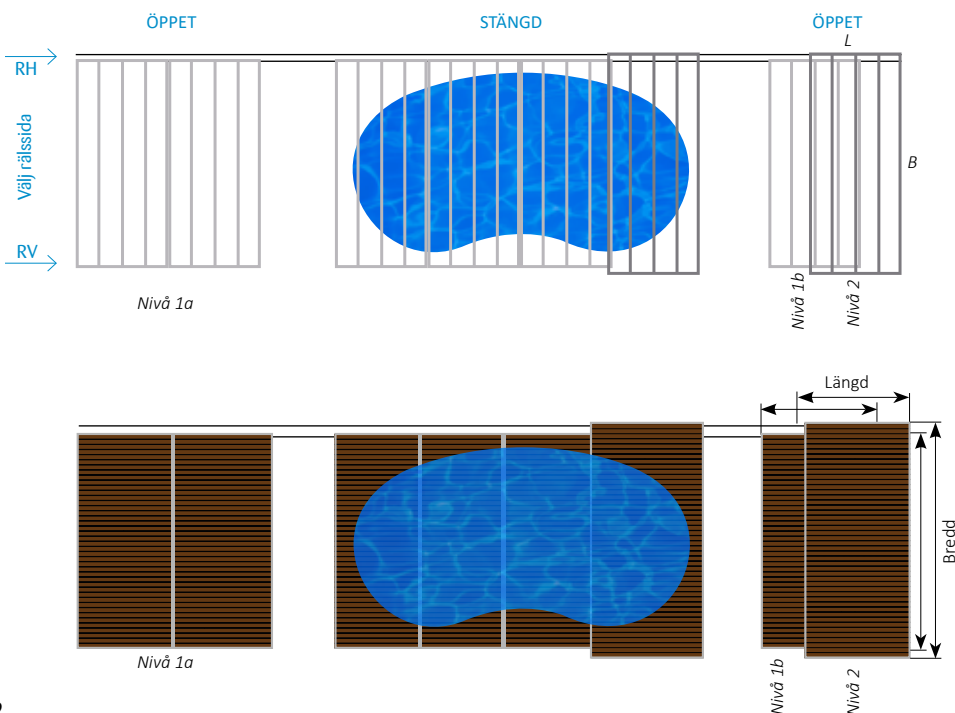 ÖPPET
STÄNGD
ÖPPET
L
RH
Välj rälssida
B
RV
Nivå 1a
Nivå 1b
Nivå 2
Längd
Bredd
Nivå 1a
Nivå 1b
Nivå 2